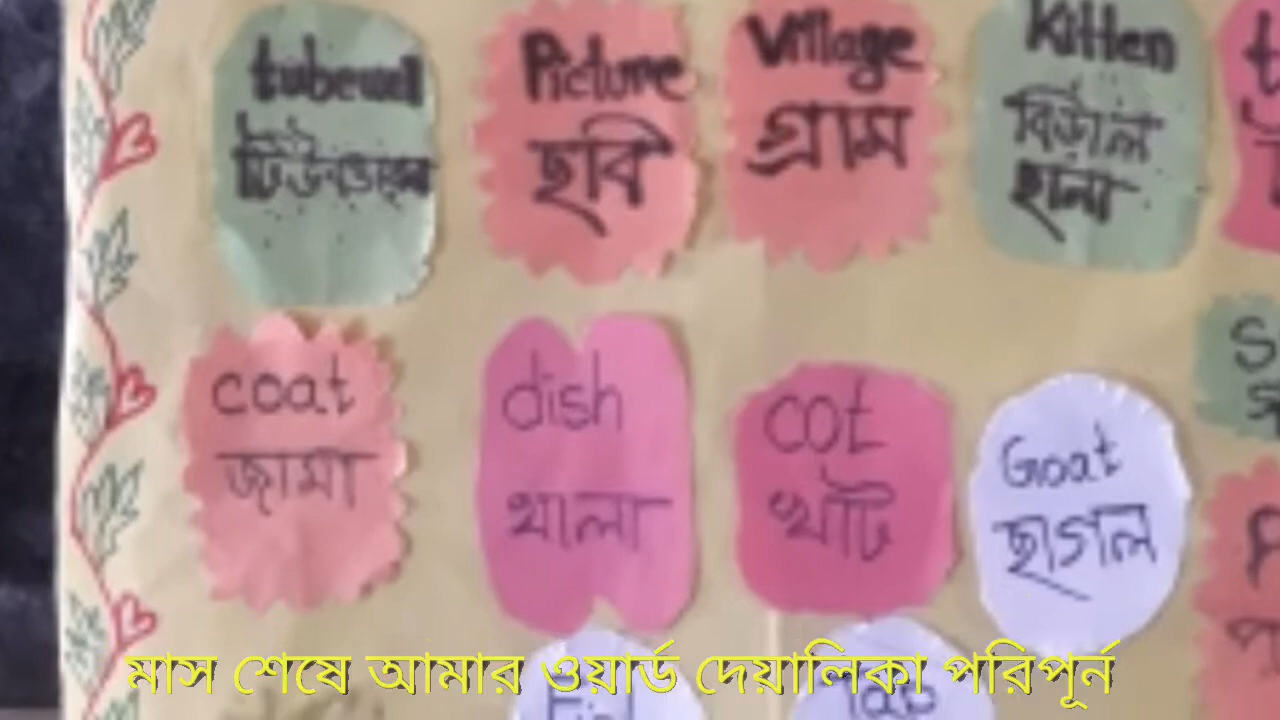 tubewell
টিউবওয়েল
Picture
ছবি
Village
গ্রাম
Kitten
বিড়াল
ছানা
coat
জামা
dish
থালা
cot
খাট
Goat
ছাগল
মাস শেষে আমার ওয়ার্ড দেয়ালিকা পরিপূর্ন